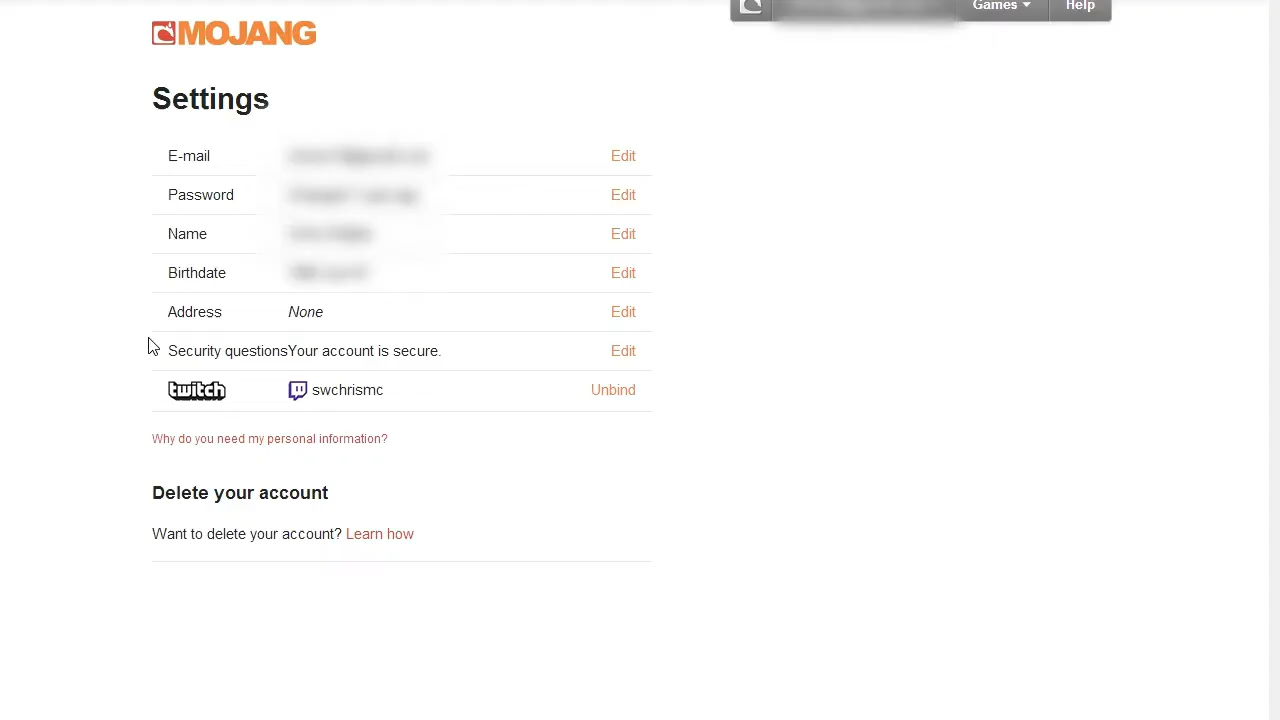 Games Help
MOJANG
Settings
E-mail Edit
Password Edit
Name Edit
Birthdate Edit
Address None Edit
Security questions Your account is secure. Edit
twitch swchrismc Unbind
Why do you need my personal information?
Delete your account
Want to delete your account? Learn how